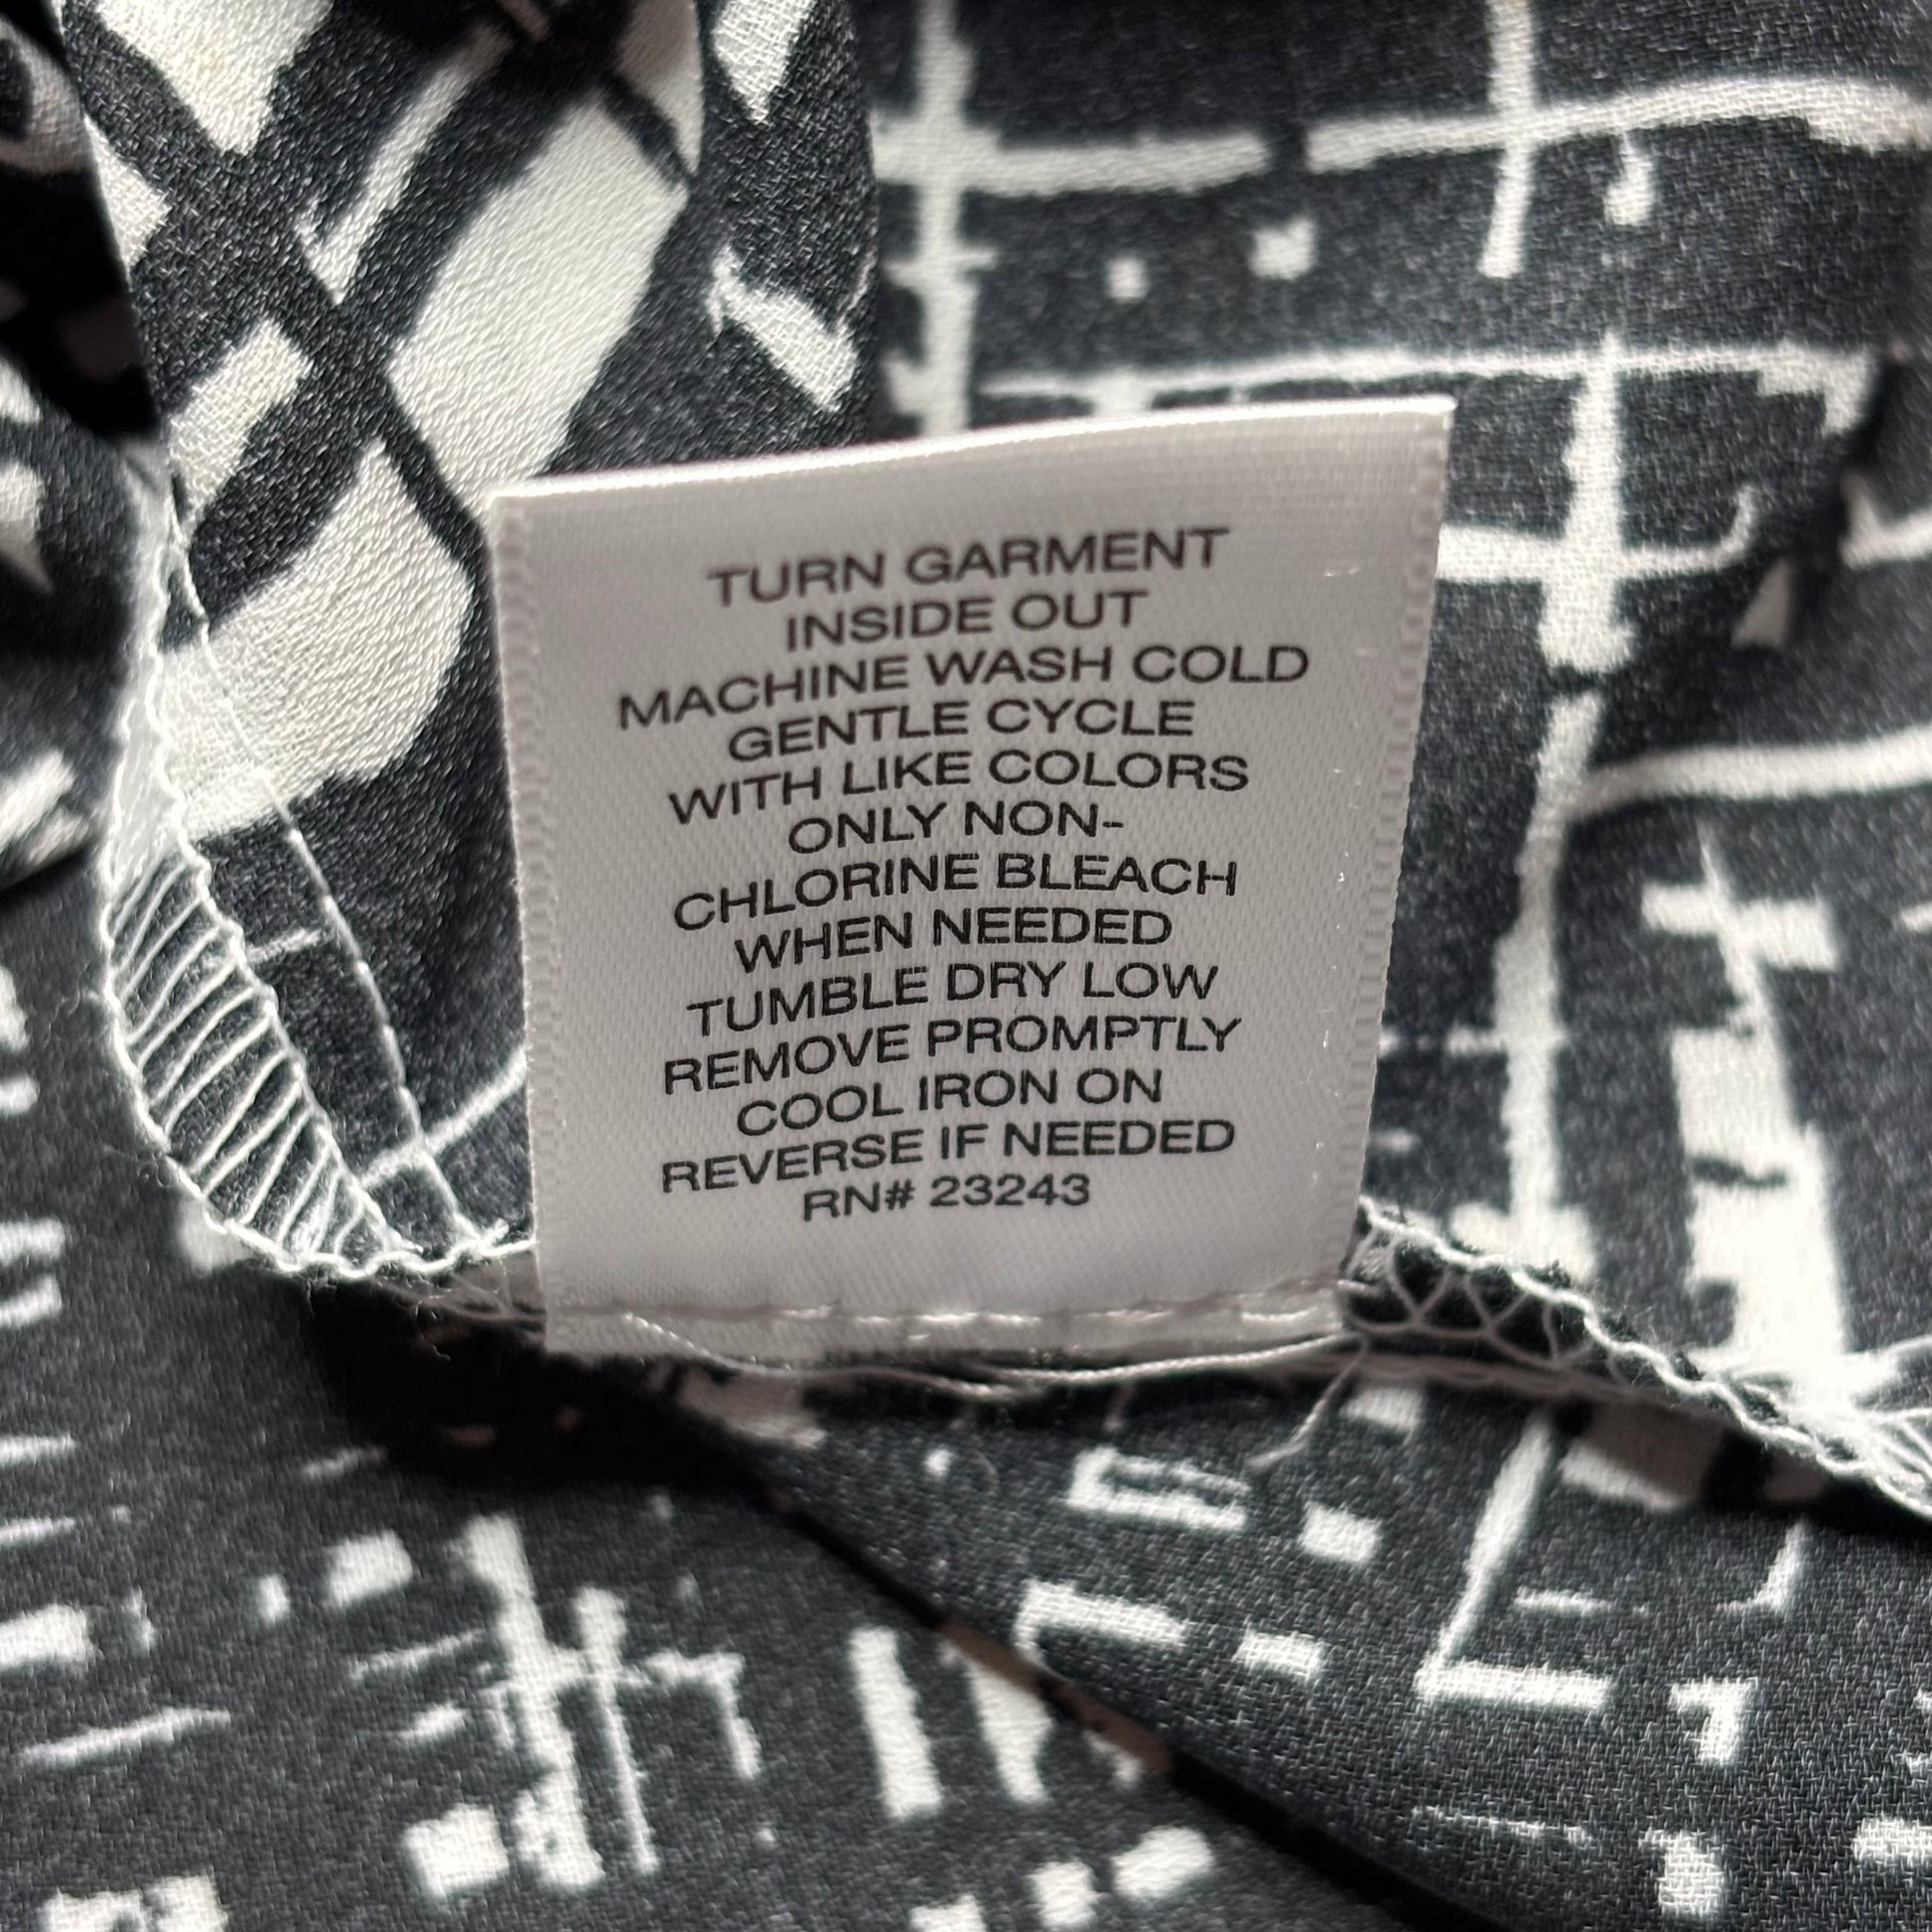 TURN GARMENT
INSIDE OUT
MACHINE WASH COLD
GENTLE CYCLE
WITH LIKE COLORS
ONLY NON-
CHLORINE BLEACH
WHEN NEEDED
TUMBLE DRY LOW
REMOVE PROMPTLY
COOL IRON ON
REVERSE IF NEEDED
RN# 23243